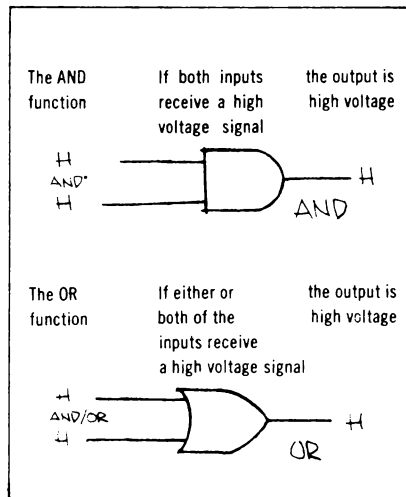 The AND If both inputs the output is
function receive a high high voltage
voltage signal
H
AND
H
H
AND
The OR If either or the output is
function both of the high voltage
inputs receive
a high voltage signal
H
AND/OR
H
H
OR